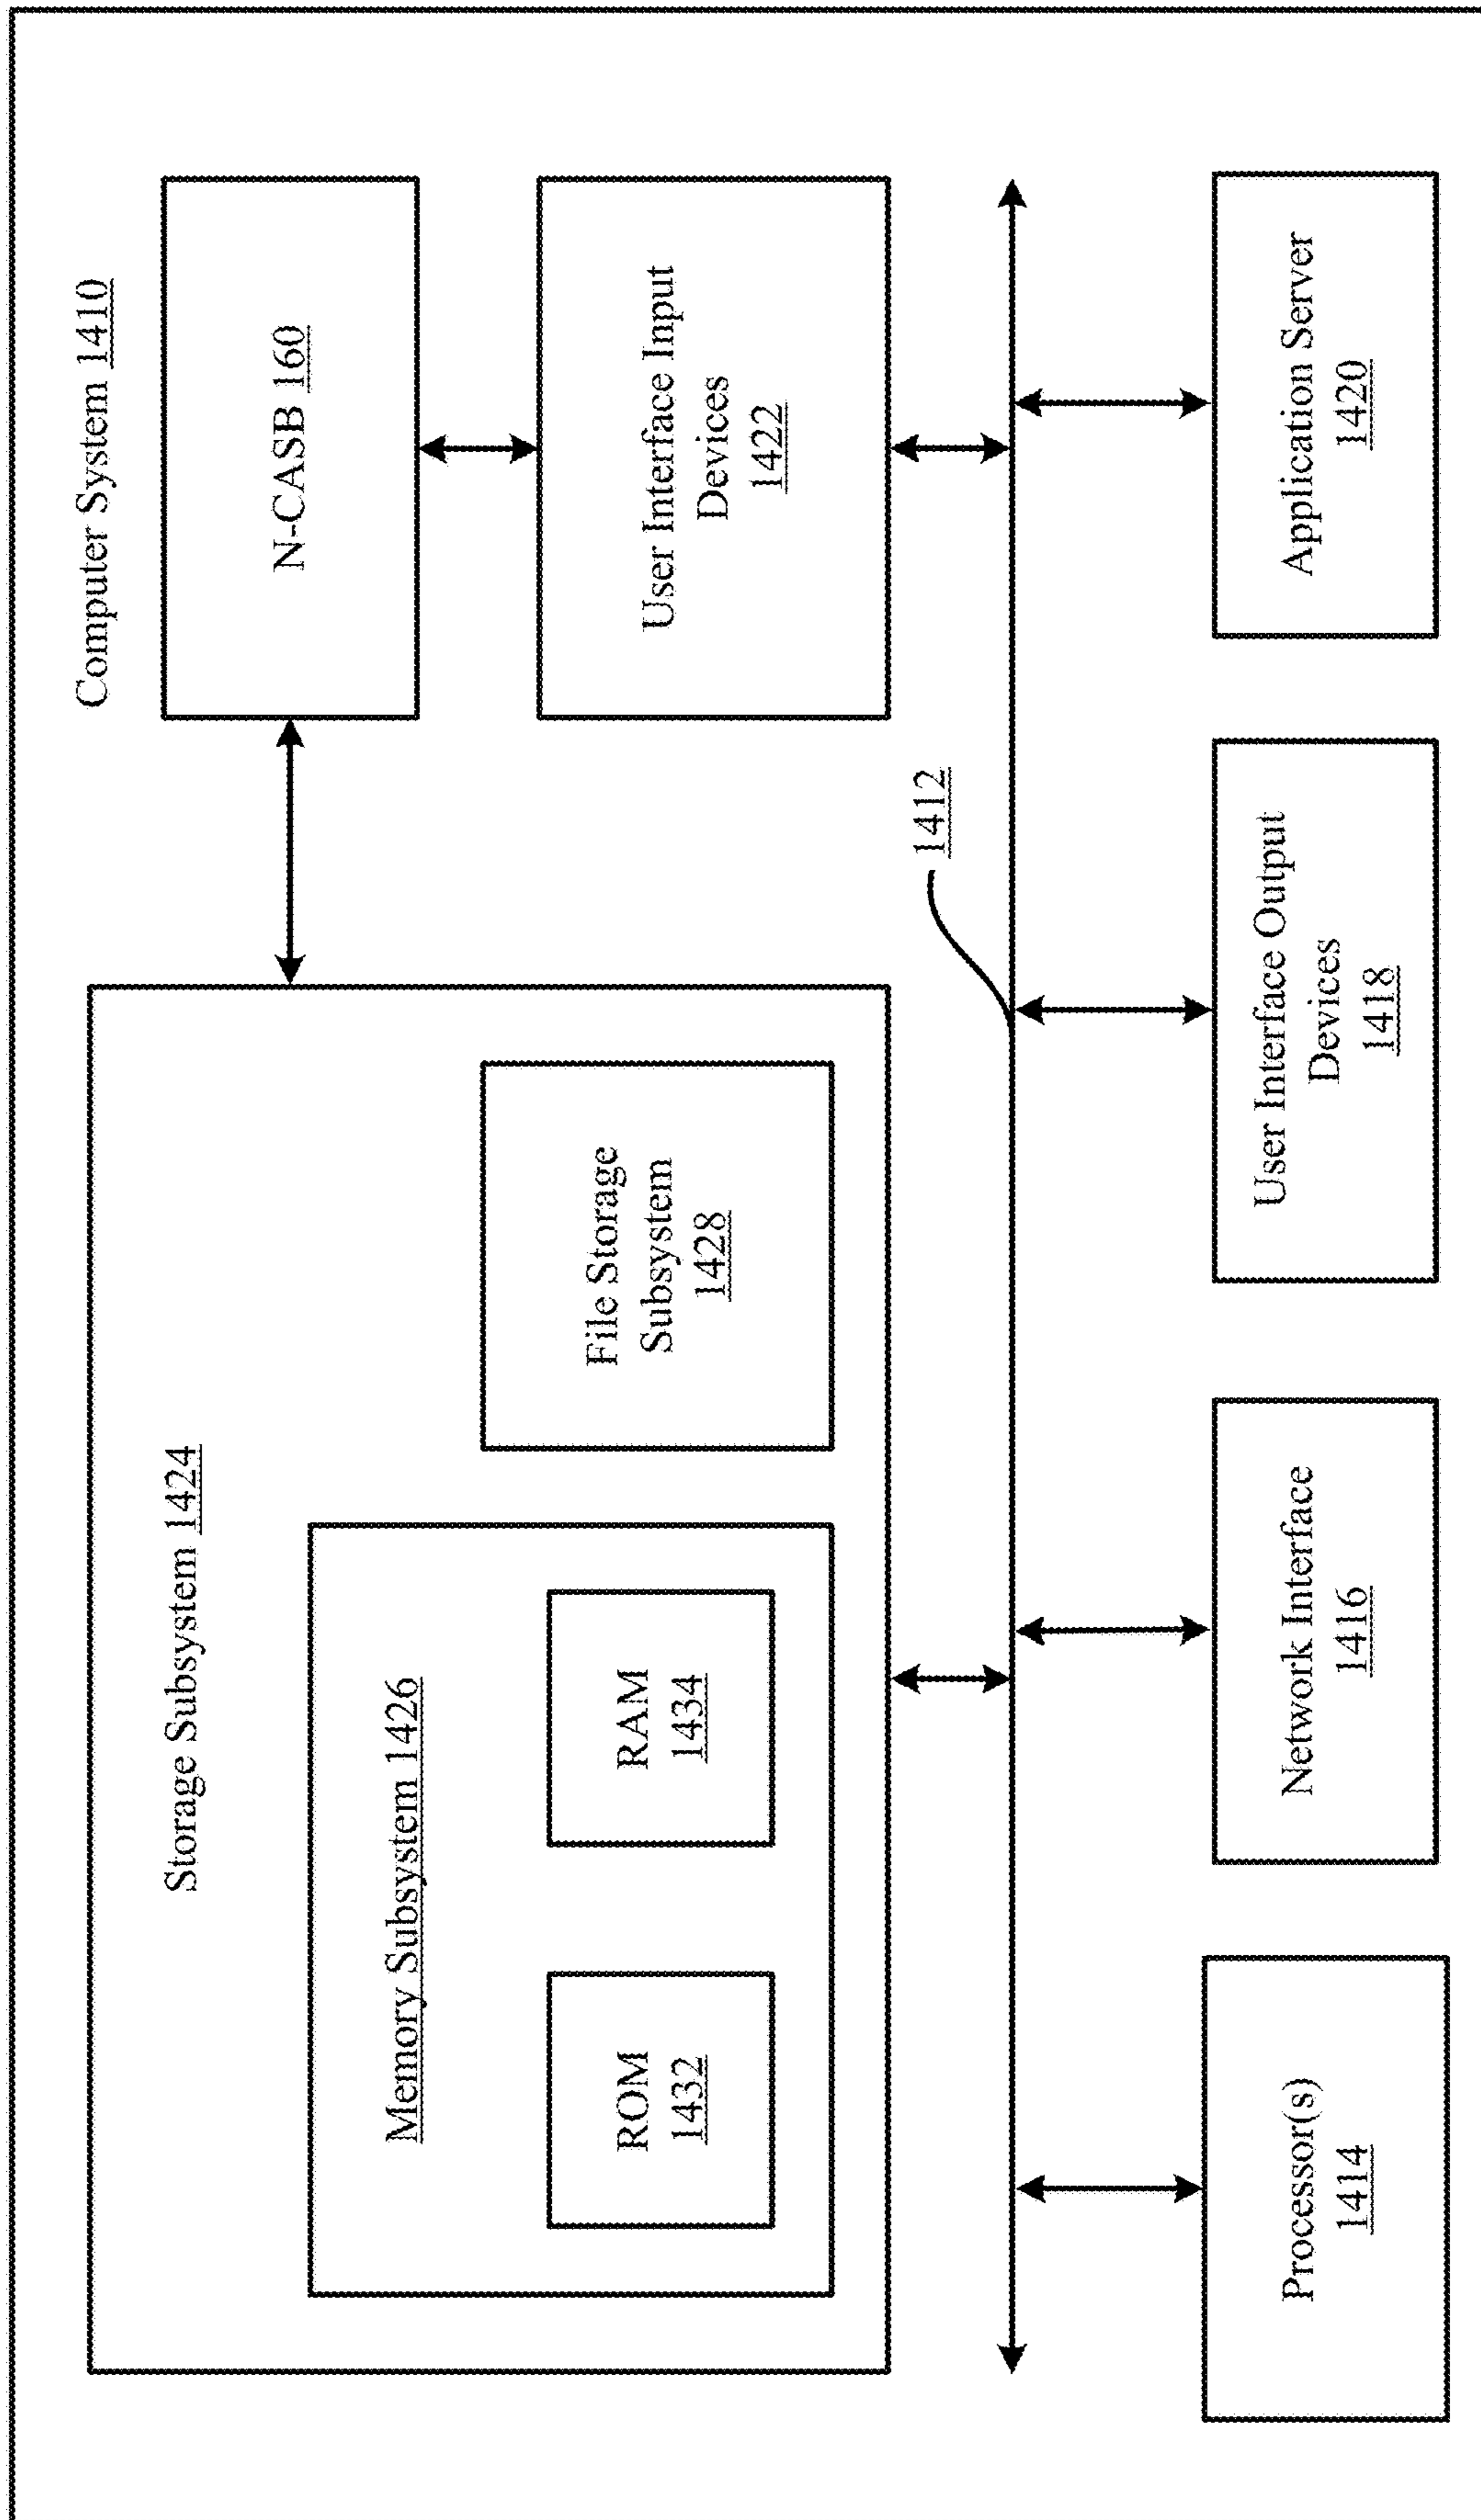 Computer System 1410
Storage Subsystem 1424
N-CASB 160
Memory Subsystem 1426
ROM
1432
RAM
1434
File Storage
Subsystem
1428
User Interface Input
Devices
1422
1412
Processor(s)
1414
Network Interface
1416
User Interface Output
Devices
1418
Application Server
1420